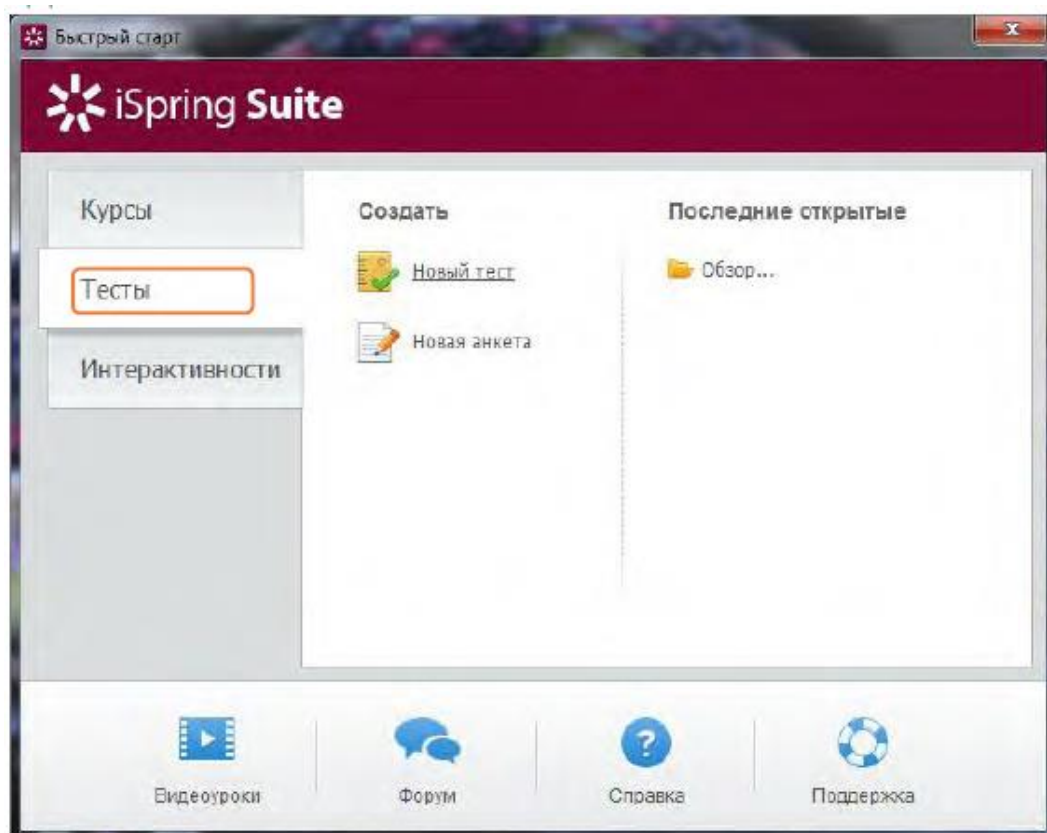 Быстрый старт
iSpring Suite
Курсы
Тесты
Интерактивности
Создать
Новый тест
Новая анкета
Последние открытые
Обзор...
Видеоуроки
Форум
Справка
Поддержка